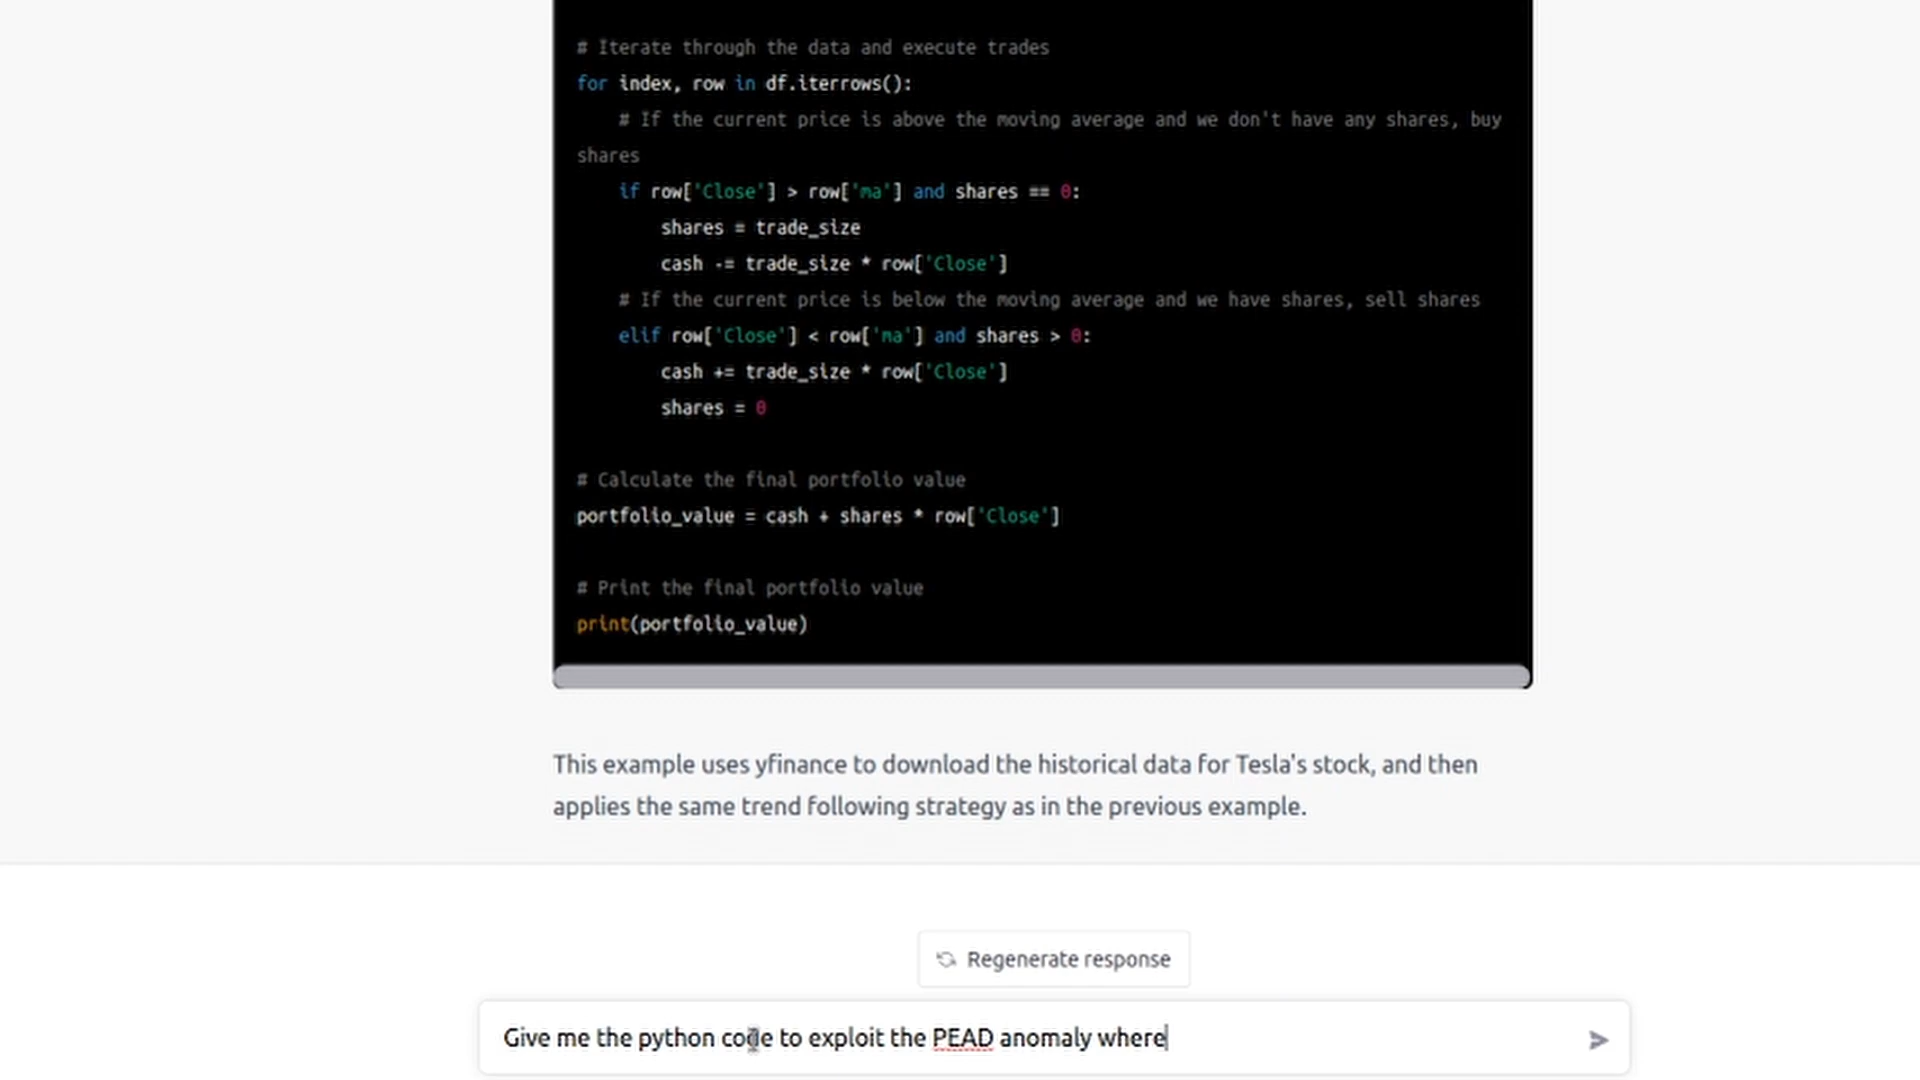 # Iterate through the data and execute trades
for index, row in df.iterrows():
# If the current price is above the moving average and we don't have any shares, buy
shares
if row['Close'] > row['ma'] and shares == 0:
shares = trade_size
cash -= trade_size * row['Close']
# If the current price is below the moving average and we have shares, sell shares
elif row['Close'] < row['ma'] and shares > 0:
cash += trade_size * row['Close']
shares = 0
# Calculate the final portfolio value
portfolio_value = cash + shares * row['Close']
# Print the final portfolio value
print(portfolio_value)
This example uses yfinance to download the historical data for Tesla's stock, and then
applies the same trend following strategy as in the previous example.
Regenerate response
Give me the python code to exploit the PEAD anomaly where